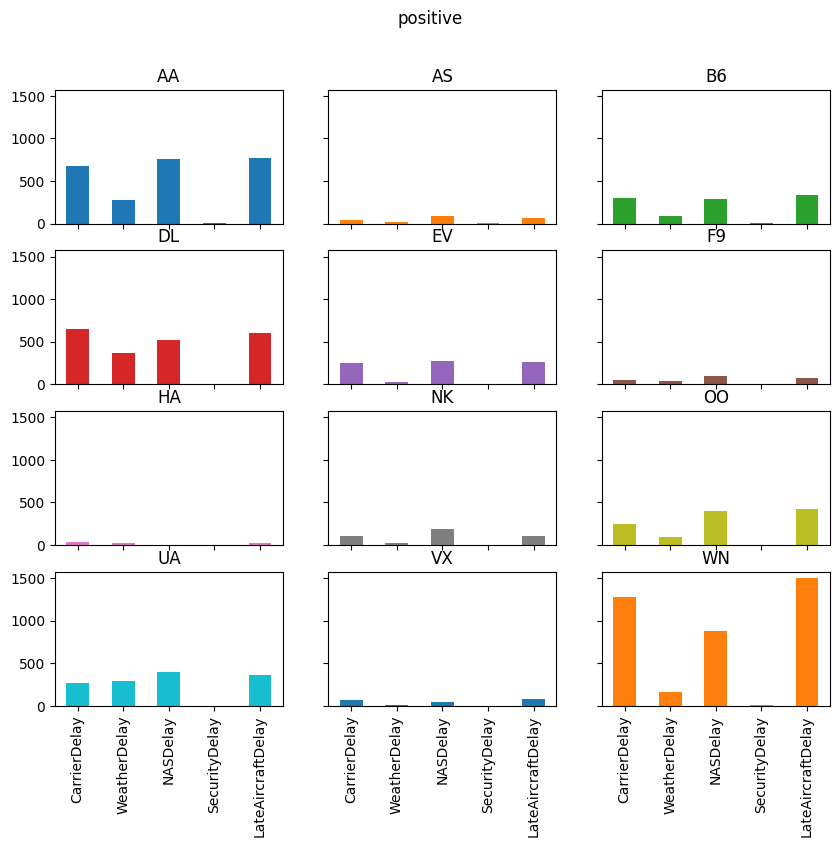 positive
AA
AS
B6
1500
1000
500
0
DL
EV
F9
1500
1000
500
0
HA
NK
OO
1500
1000
500
0
UA
VX
WN
1500
1000
500
0
CarrierDelay
WeatherDelay
NASDelay
SecurityDelay
LateAircraftDelay
CarrierDelay
WeatherDelay
NASDelay
SecurityDelay
LateAircraftDelay
CarrierDelay
WeatherDelay
NASDelay
SecurityDelay
LateAircraftDelay